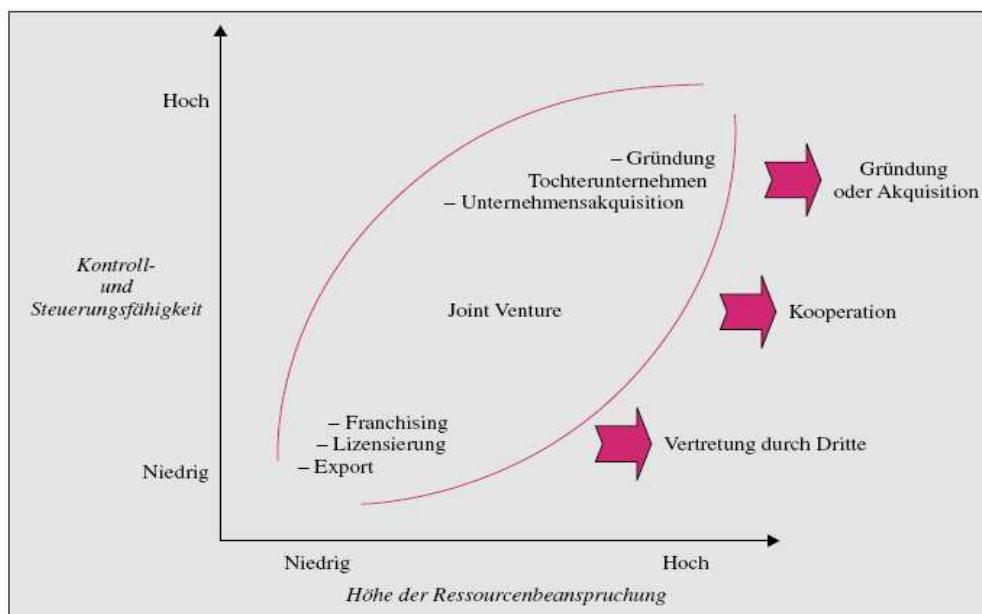 Hoch
– Gründung
Tochterunternehmen
– Unternehmensakquisition
Gründung
oder Akquisition
Kontroll-
und
Steuerungsfähigkeit
Joint Venture
Kooperation
– Franchising
– Lizensierung
– Export
Vertretung durch Dritte
Niedrig
Niedrig
Hoch
Höhe der Ressourcenbeanspruchung